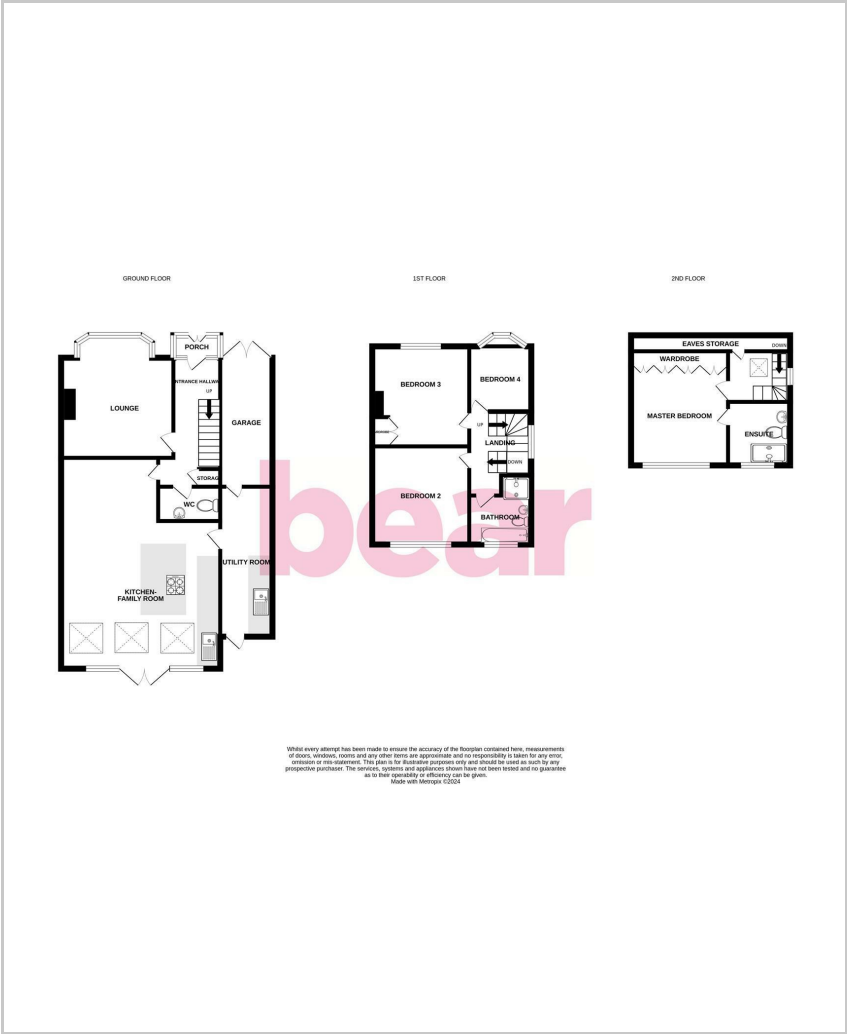 GROUND FLOOR
PORCH
ENTRANCE HALLWAY
UP
LOUNGE
GARAGE
STORAGE
WC
UTILITY ROOM
KITCHEN-
FAMILY ROOM
1ST FLOOR
BEDROOM 3
BEDROOM 4
UP
LANDING
DOWN
BEDROOM 2
BATHROOM
2ND FLOOR
EAVES STORAGE
DOWN
WARDROBE
MASTER BEDROOM
ENSUITE
bear
Whilst every attempt has been made to ensure the accuracy of the floorplan contained here, measurements
of doors, windows, rooms and any other items are approximate and no responsibility is taken for any error,
omission or mis-statement. This plan is for illustrative purposes only and should be used as such by any
prospective purchaser. The services, systems and appliances shown have not been tested and no guarantee
as to their operability or efficiency can be given.
Made with Metropix ©2024